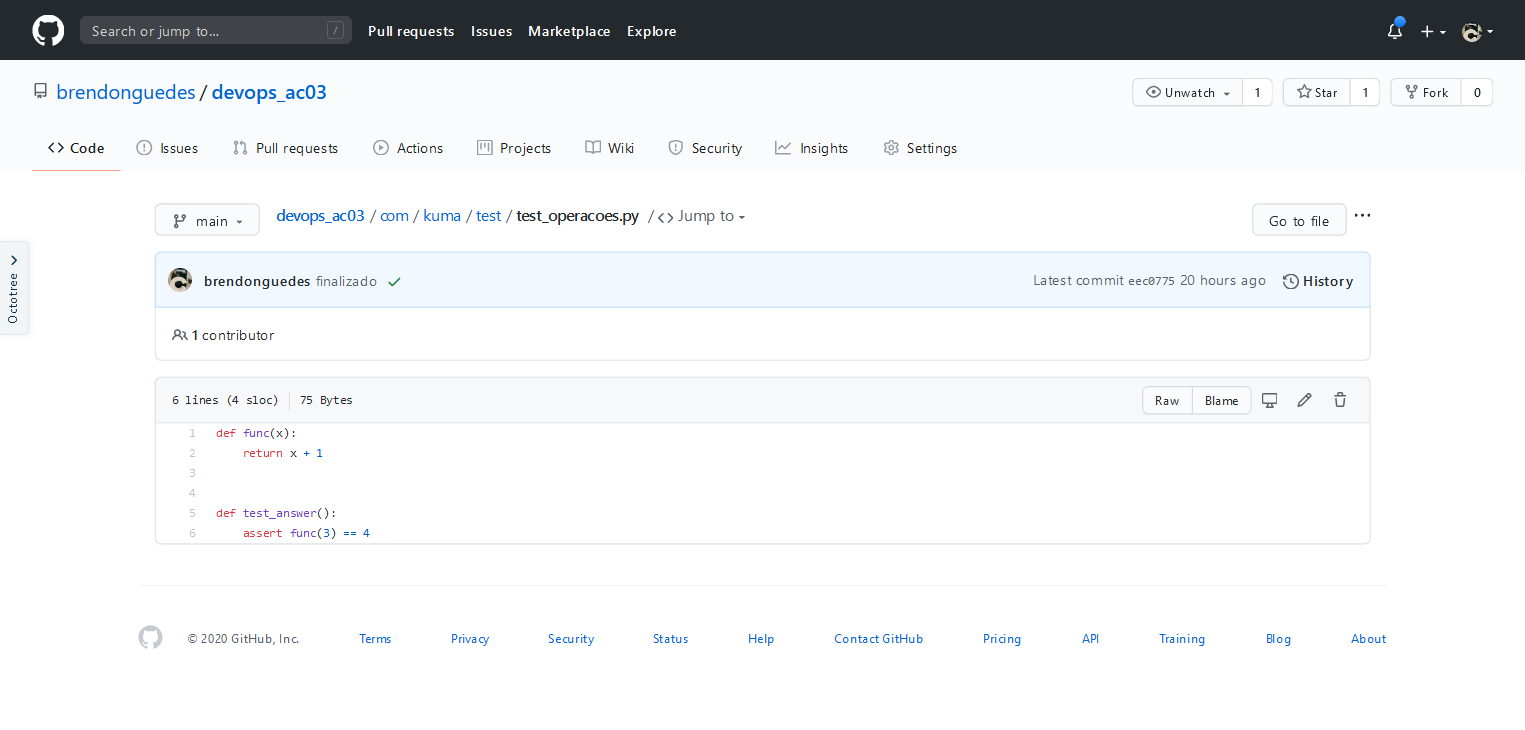 Search or jump to... /
Pull requests Issues Marketplace Explore
brendonguedes / devops_ac03
Unwatch 1 Star 1 Fork 0
Code Issues Pull requests Actions Projects Wiki Security Insights Settings
main devops_ac03 / com / kuma / test / test_operacoes.py / <> Jump to Go to file ...
Octotree
brendonguedes finalizado Latest commit eec0775 20 hours ago History
1 contributor
6 lines (4 sloc) 75 Bytes Raw Blame
1 def func(x):
2     return x + 1
3
4
5 def test_answer():
6     assert func(3) == 4
© 2020 GitHub, Inc. Terms Privacy Security Status Help Contact GitHub Pricing API Training Blog About